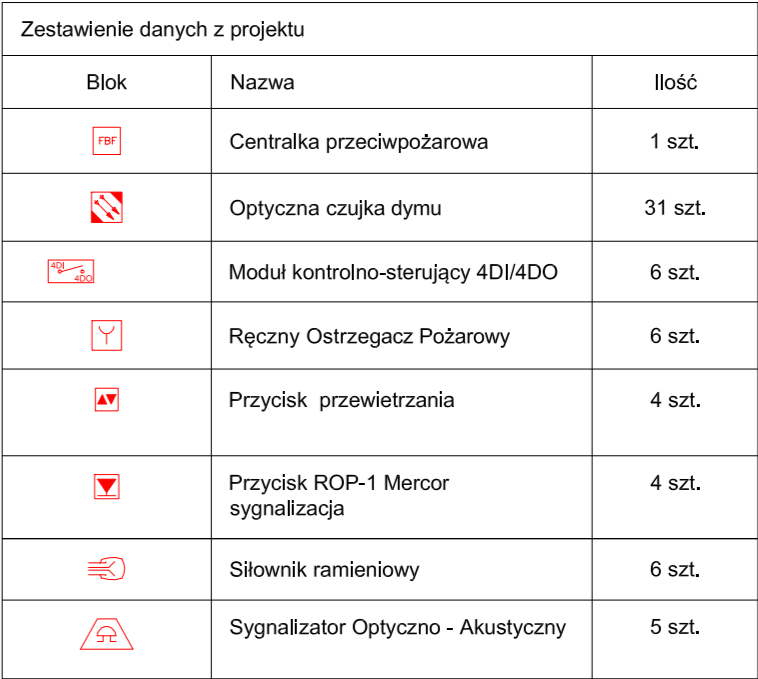 Zestawienie danych z projektu
Blok Nazwa Ilość
FBF Centralka przeciwpożarowa 1 szt.
Optyczna czujka dymu 31 szt.
4DI 4DO Moduł kontrolno-sterujący 4DI/4DO 6 szt.
Ręczny Ostrzegacz Pożarowy 6 szt.
Przycisk przewietrzania 4 szt.
Przycisk ROP-1 Mercor 4 szt.
sygnalizacja
Siłownik ramieniowy 6 szt.
Sygnalizator Optyczno - Akustyczny 5 szt.